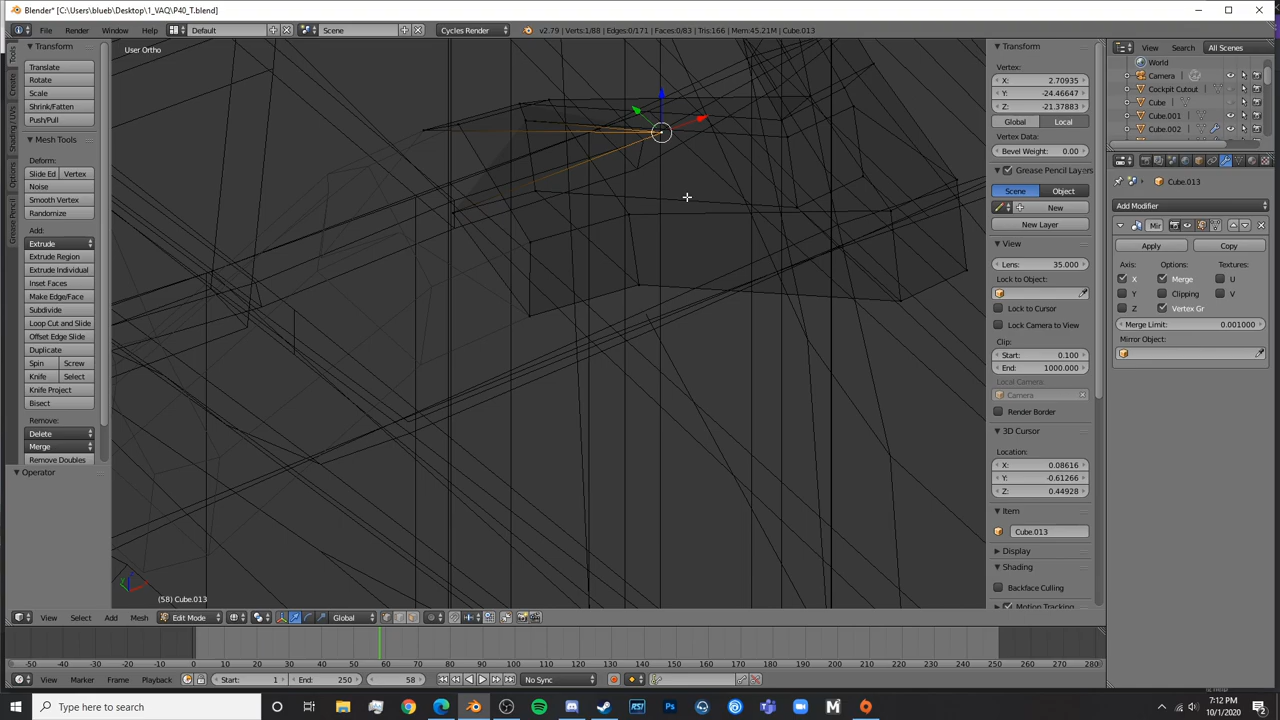 Blender* [C:\Users\blueb\Desktop\1_VAQ\P40_T.blend]
File Render Window Help Default Scene Cycles Render v2.79 | Verts:1/88 | Edges:0/171 | Faces:0/83 | Tris:166 | Mem:45.21M | Cube.013
Tools
Create
Shading / UVs
Options
Grease Pencil
Transform
Translate
Rotate
Scale
Shrink/Fatten
Push/Pull
Mesh Tools
Deform:
Slide Ed Vertex
Noise
Smooth Vertex
Randomize
Add:
Extrude
Extrude Region
Extrude Individual
Inset Faces
Make Edge/Face
Subdivide
Loop Cut and Slide
Offset Edge Slide
Duplicate
Spin Screw
Knife Select
Knife Project
Bisect
Remove:
Delete
Merge
Remove Doubles
Operator
User Ortho
(58) Cube.013
View Select Add Mesh Edit Mode Global
Transform
Vertex:
X: 2.70935
Y: -24.46647
Z: -21.37883
Global Local
Vertex Data:
Bevel Weight: 0.00
Grease Pencil Layers
Scene Object
New
New Layer
View
Lens: 35.000
Lock to Object:
Lock to Cursor
Lock Camera to View
Clip:
Start: 0.100
End: 1000.000
Local Camera:
Camera
Render Border
3D Cursor
Location:
X: 0.08616
Y: -0.61266
Z: 0.44928
Item
Cube.013
Display
Shading
Backface Culling
Motion Tracking
View Search All Scenes
World
Camera
Cockpit Cutout
Cube
Cube.001
Cube.002
Cube.013
Add Modifier
Mir
Apply Copy
Axis: Options: Textures:
X Merge U
Y Clipping V
Z Vertex Gr
Merge Limit: 0.001000
Mirror Object:
-50 -40 -30 -20 -10 0 10 20 30 40 50 60 70 80 90 100 110 120 130 140 150 160 170 180 190 200 210 220 230 240 250 260 270 280
View Marker Frame Playback Start: 1 End: 250 58 No Sync
Type here to search
7:12 PM
10/1/2020